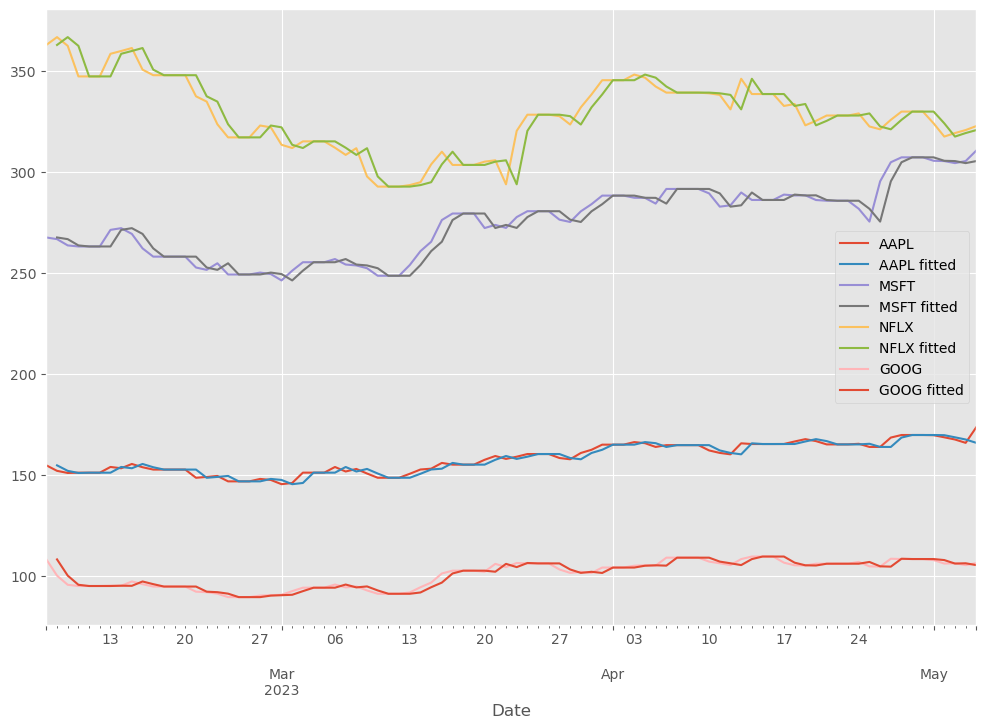 350
300
250
200
150
100
AAPL
AAPL fitted
MSFT
MSFT fitted
NFLX
NFLX fitted
GOOG
GOOG fitted
13 20 27 06 13 20 27 03 10 17 24
Mar Apr May
2023
Date